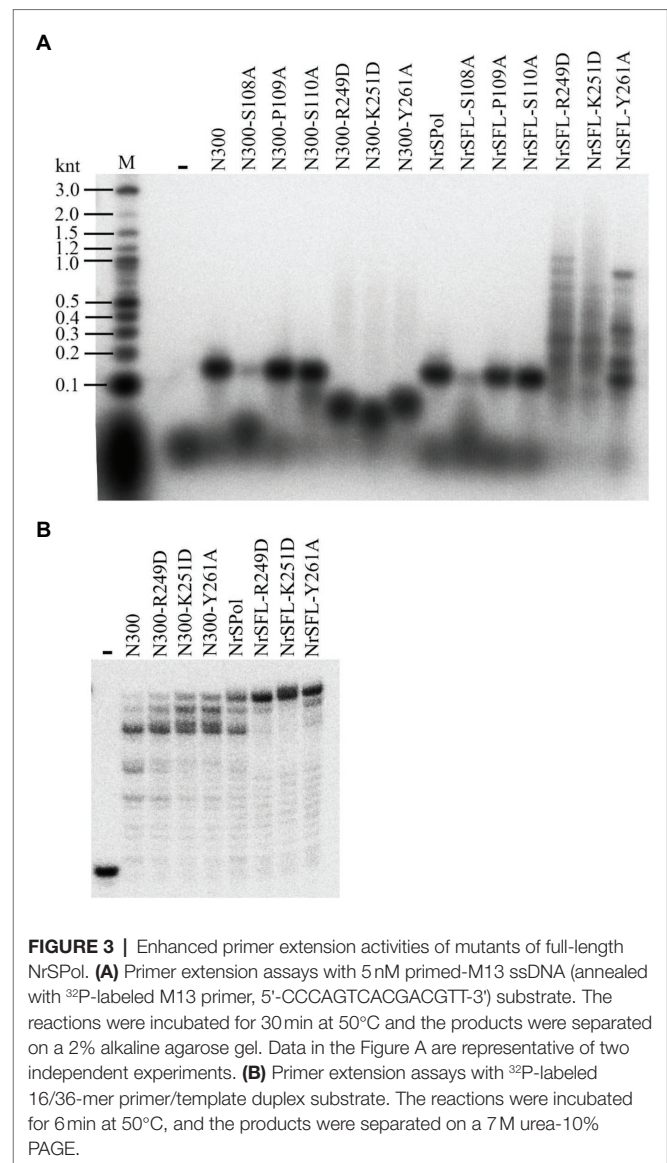 A
knt
M
-
N300
N300-S108A
N300-P109A
N300-S110A
N300-R249D
N300-K251D
N300-Y261A
NrSPol
NrSFL-S108A
NrSFL-P109A
NrSFL-S110A
NrSFL-R249D
NrSFL-K251D
NrSFL-Y261A
3.0
2.0
1.5
1.2
1.0
0.5
0.4
0.3
0.2
0.1
B
-
N300
N300-R249D
N300-K251D
N300-Y261A
NrSPol
NrSFL-R249D
NrSFL-K251D
NrSFL-Y261A
FIGURE 3 | Enhanced primer extension activities of mutants of full-length
NrSPol. (A) Primer extension assays with 5 nM primed-M13 ssDNA (annealed
with ³²P-labeled M13 primer, 5'-CCCAGTCACGACGTT-3') substrate. The
reactions were incubated for 30 min at 50°C and the products were separated
on a 2% alkaline agarose gel. Data in the Figure A are representative of two
independent experiments. (B) Primer extension assays with ³²P-labeled
16/36-mer primer/template duplex substrate. The reactions were incubated
for 6 min at 50°C, and the products were separated on a 7 M urea-10%
PAGE.